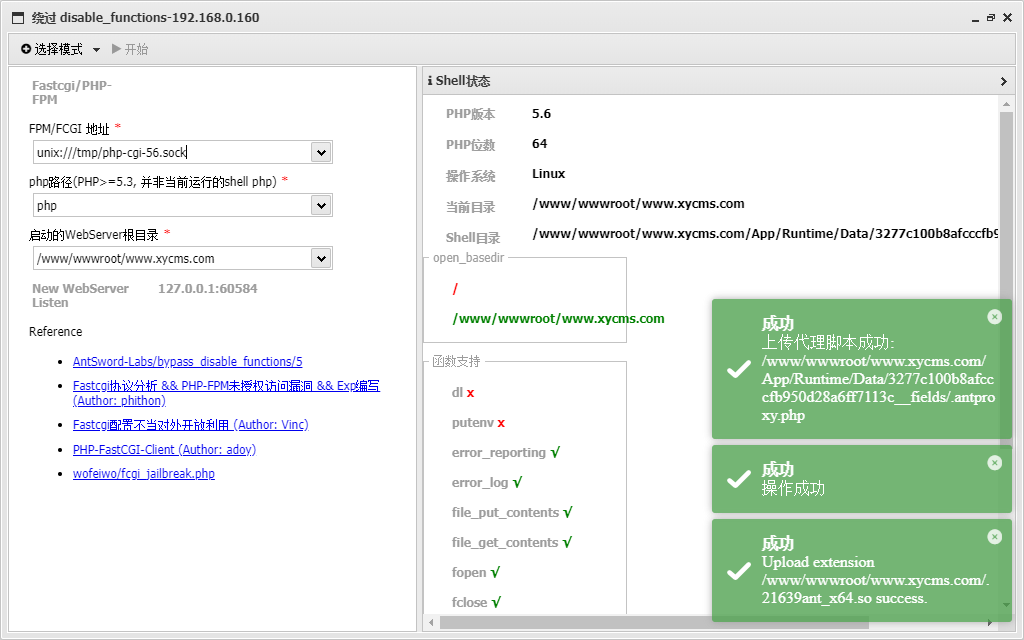 绕过 disable_functions-192.168.0.160
选择模式 开始
Fastcgi/PHP-
FPM
FPM/FCGI 地址 *
unix:///tmp/php-cgi-56.sock
php路径(PHP>=5.3, 并非当前运行的shell php) *
php
启动的WebServer根目录 *
/www/wwwroot/www.xycms.com
New WebServer
Listen
127.0.0.1:60584
Reference
AntSword-Labs/bypass_disable_functions/5
Fastcgi协议分析 && PHP-FPM未授权访问漏洞 && Exp编写
(Author: phithon)
Fastcgi配置不当对外开放利用 (Author: Vinc)
PHP-FastCGI-Client (Author: adoy)
wofeiwo/fcgi_jailbreak.php
Shell状态
PHP版本 5.6
PHP位数 64
操作系统 Linux
当前目录 /www/wwwroot/www.xycms.com
Shell目录 /www/wwwroot/www.xycms.com/App/Runtime/Data/3277c100b8afcccfb9
open_basedir
/
/www/wwwroot/www.xycms.com
函数支持
dl x
putenv x
error_reporting √
error_log √
file_put_contents √
file_get_contents √
fopen √
fclose √
成功
上传代理脚本成功:
/www/wwwroot/www.xycms.com/
App/Runtime/Data/3277c100b8afcc
cfb950d28a6ff7113c__fields/.antpro
xy.php
成功
操作成功
成功
Upload extension
/www/wwwroot/www.xycms.com/.
21639ant_x64.so success.